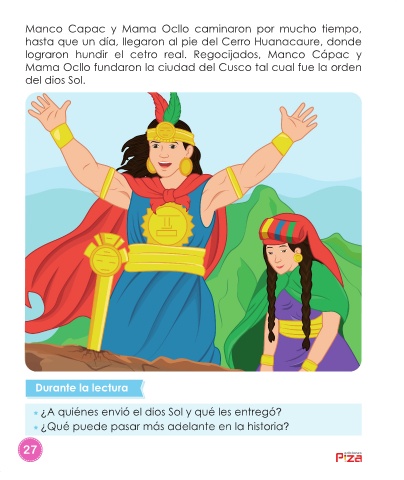 Manco Capac y Mama Ocllo caminaron por mucho tiempo,
hasta que un día, llegaron al pie del Cerro Huanacaure, donde
lograron hundir el cetro real. Regocijados, Manco Cápac y
Mama Ocllo fundaron la ciudad del Cusco tal cual fue la orden
del dios Sol.
Durante la lectura
¿A quiénes envió el dios Sol y qué les entregó?
¿Qué puede pasar más adelante en la historia?
27
Piza